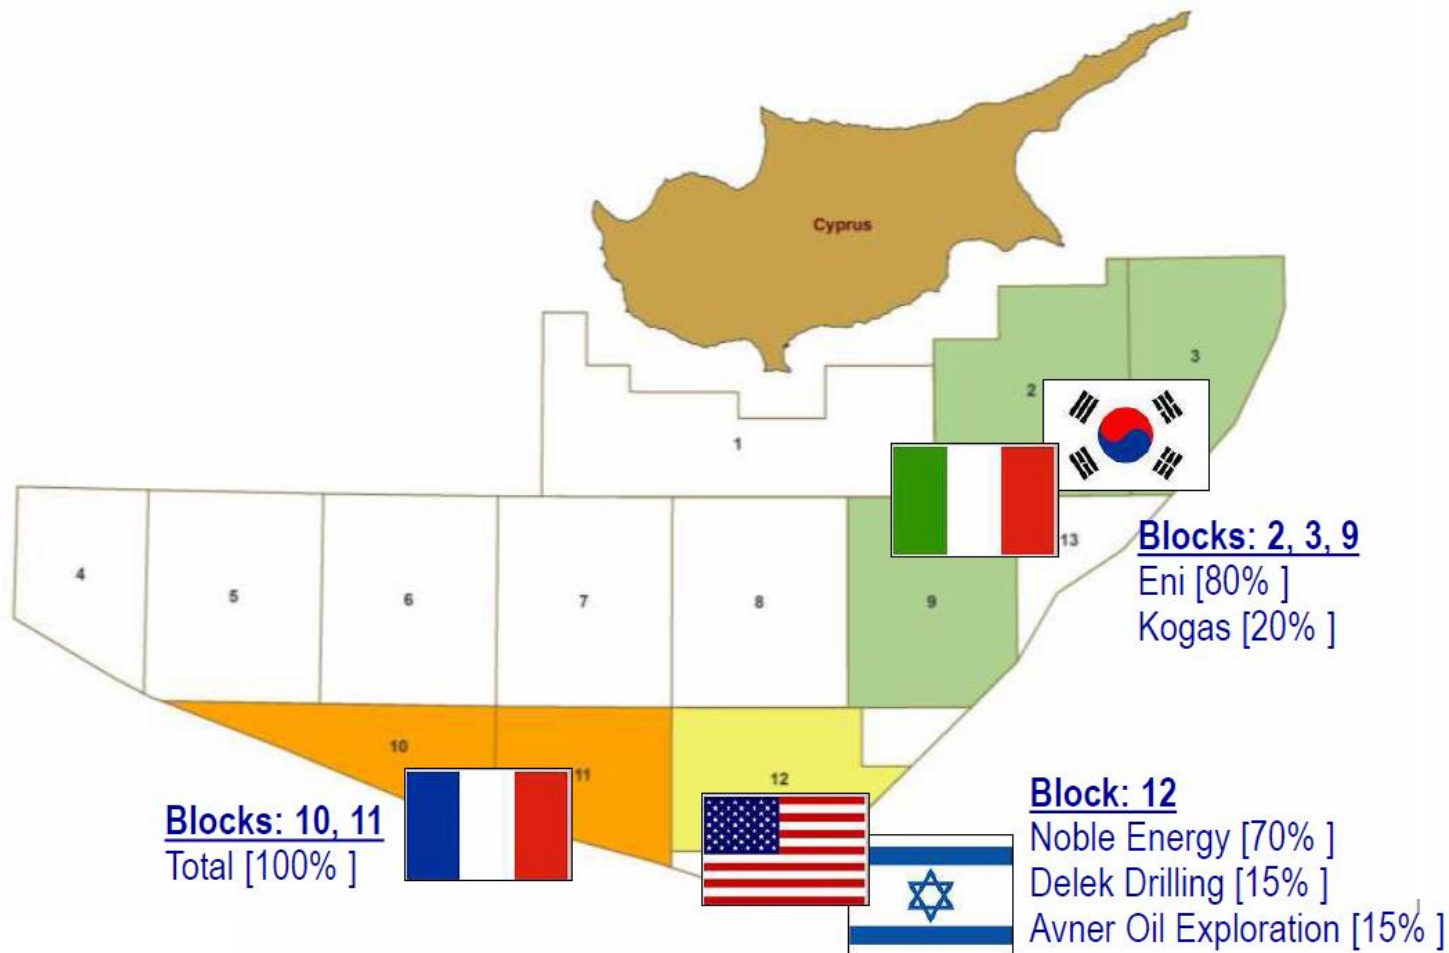 Cyprus
3
2
1
13
4
5
6
7
8
9
10
11
12
Blocks: 2, 3, 9
Eni [80% ]
Kogas [20% ]
Blocks: 10, 11
Total [100% ]
Block: 12
Noble Energy [70% ]
Delek Drilling [15% ]
Avner Oil Exploration [15% ]